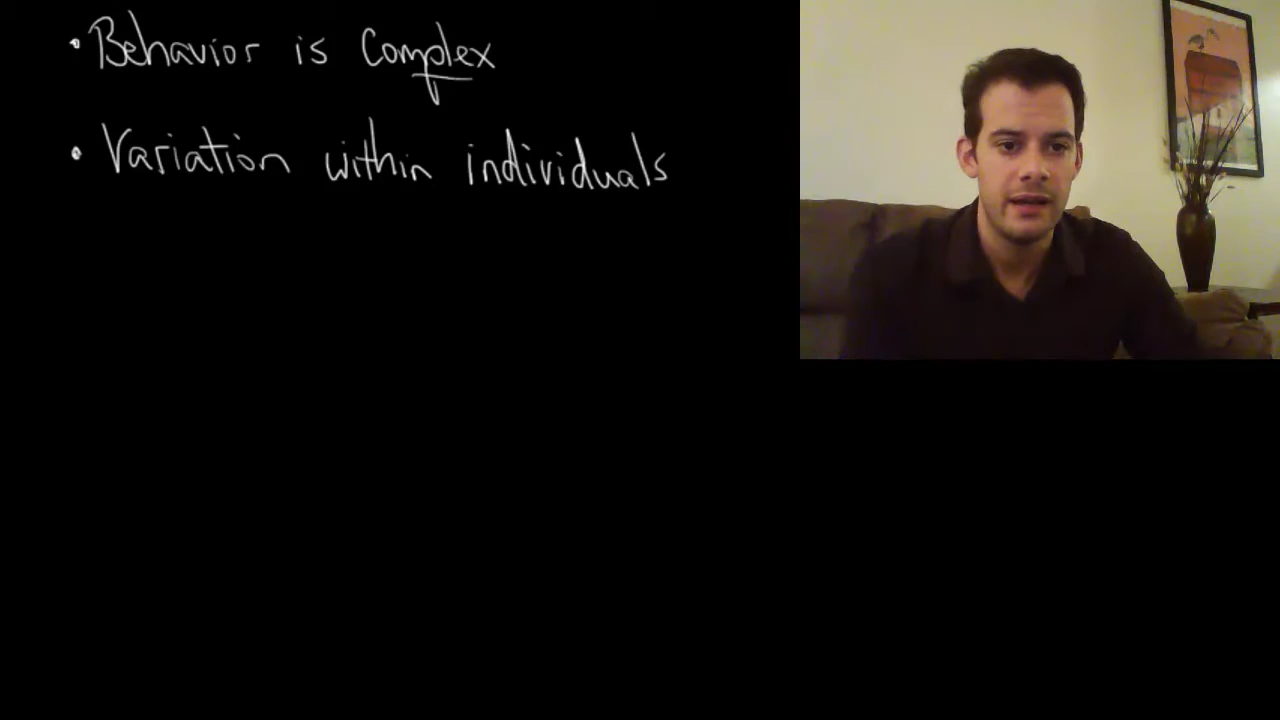 • Behavior is Complex
• Variation within individuals